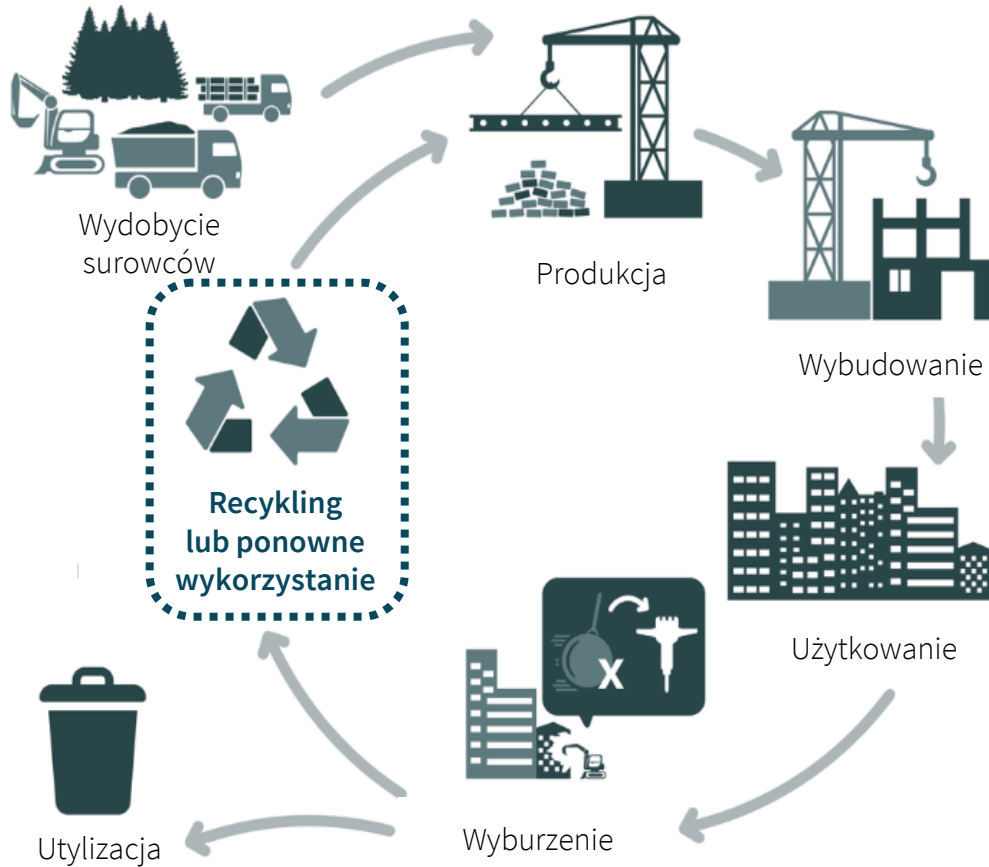 Wydobycie
surowców
Produkcja
Wybudowanie
Recykling
lub ponowne
wykorzystanie
Użytkowanie
X
Wyburzenie
Utylizacja